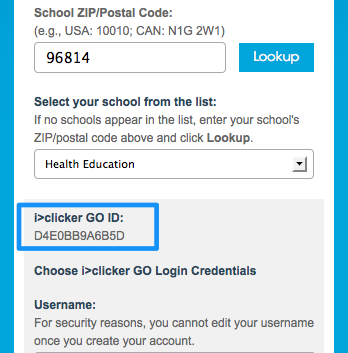 School ZIP/Postal Code:
(e.g., USA: 10010; CAN: N1G 2W1)
96814
Lookup
Select your school from the list:
If no schools appear in the list, enter your school's
ZIP/postal code above and click Lookup.
Health Education
i>clicker GO ID:
D4E0BB9A6B5D
Choose i>clicker GO Login Credentials
Username:
For security reasons, you cannot edit your username
once you create your account.